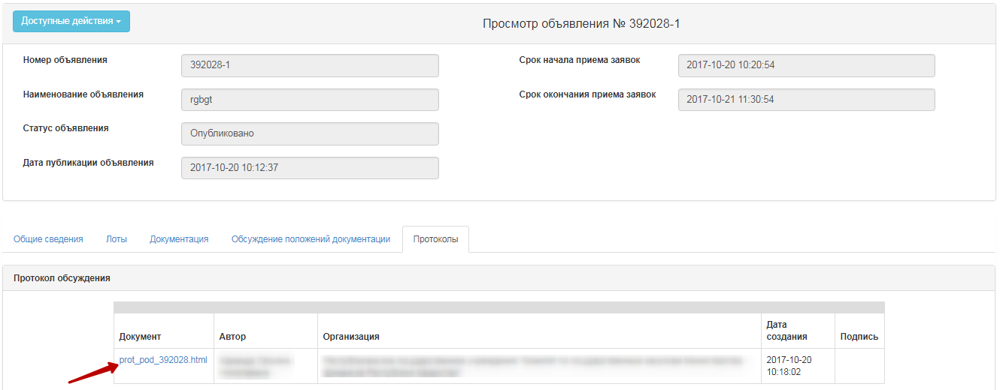 Доступные действия
Просмотр объявления № 392028-1
Номер объявления
392028-1
Срок начала приема заявок
2017-10-20 10:20:54
Наименование объявления
rgbgt
Срок окончания приема заявок
2017-10-21 11:30:54
Статус объявления
Опубликовано
Дата публикации объявления
2017-10-20 10:12:37
Общие сведения
Лоты
Документация
Обсуждение положений документации
Протоколы
Протокол обсуждения
Документ
Автор
Организация
Дата
создания
Подпись
prot_pod_392028.html
2017-10-20
10:18:02